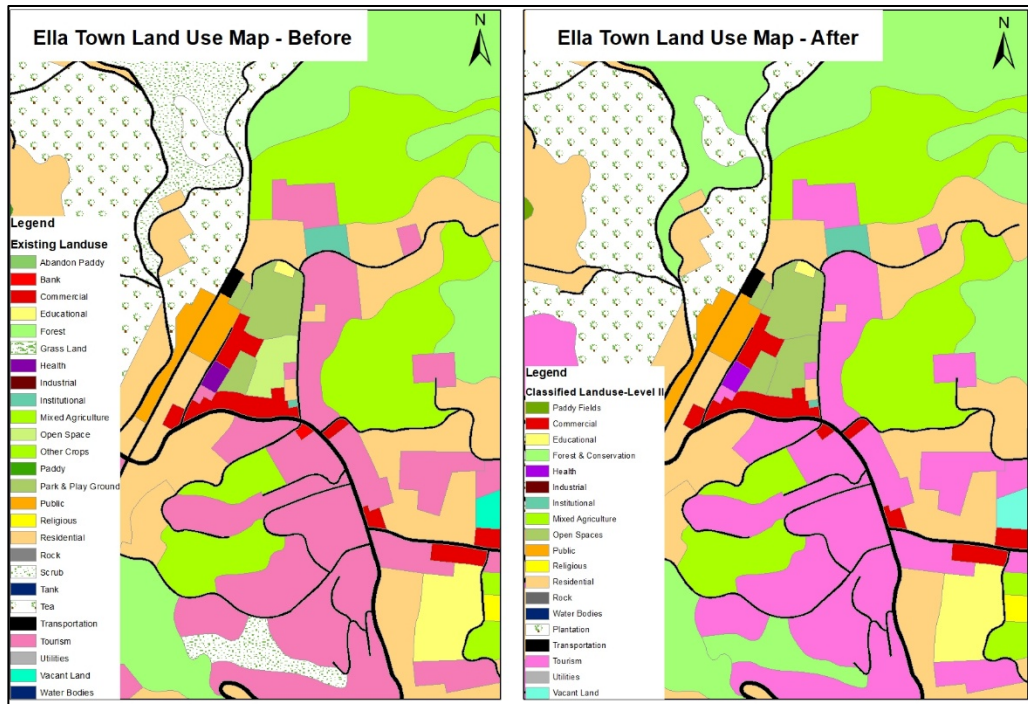 Ella Town Land Use Map - Before
N
Legend
Existing Landuse
Abandon Paddy
Bank
Commercial
Educational
Forest
Grass Land
Health
Industrial
Institutional
Mixed Agriculture
Open Space
Other Crops
Paddy
Park & Play Ground
Public
Religious
Residential
Rock
Scrub
Tank
Tea
Transportation
Tourism
Utilities
Vacant Land
Water Bodies
Ella Town Land Use Map - After
N
Legend
Classified Landuse-Level II
Paddy Fields
Commercial
Educational
Forest & Conservation
Health
Industrial
Institutional
Mixed Agriculture
Open Spaces
Public
Religious
Residential
Rock
Water Bodies
Plantation
Transportation
Tourism
Utilities
Vacant Land